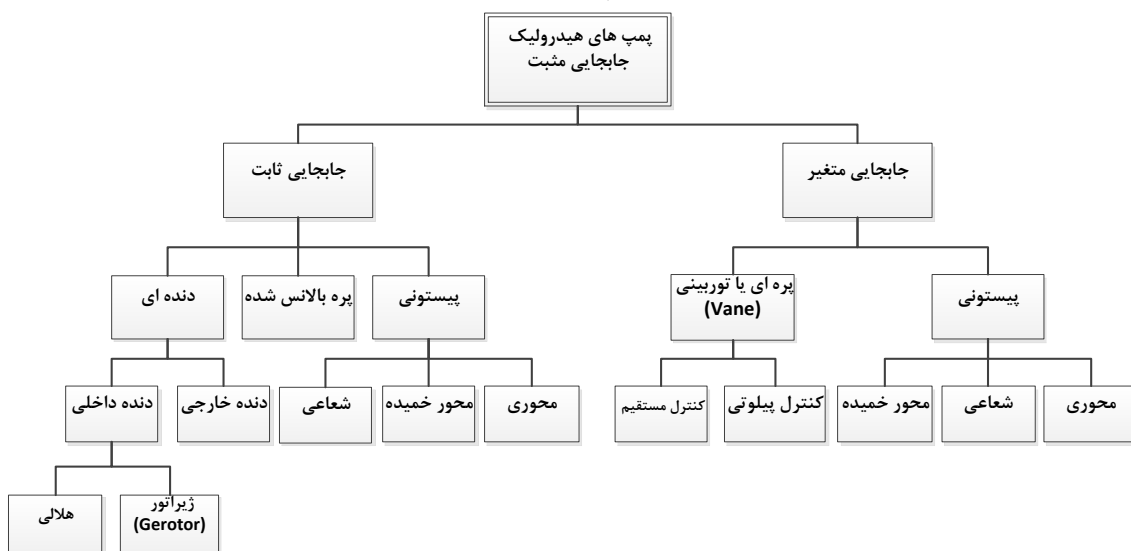 پمپ های هیدرولیک
جابجایی مثبت
جابجایی متغیر
جابجایی ثابت
پیستونی
پره ای یا توربینی
(Vane)
پیستونی
پره بالانس شده
دنده ای
محوری
شعاعی
محور خمیده
کنترل پیلوتی
کنترل مستقیم
محوری
محور خمیده
شعاعی
دنده خارجی
دنده داخلی
ژیراتور
(Gerotor)
هلالی